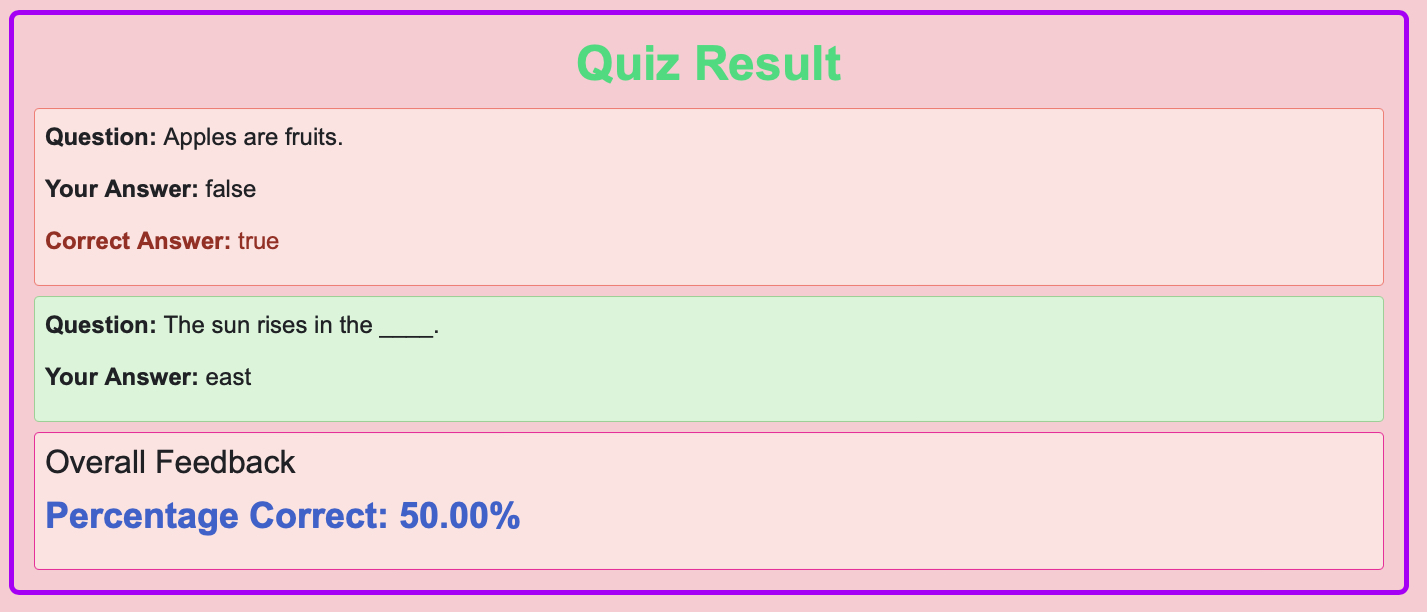 Quiz Result
Question: Apples are fruits.
Your Answer: false
Correct Answer: true
Question: The sun rises in the ____.
Your Answer: east
Overall Feedback
Percentage Correct: 50.00%